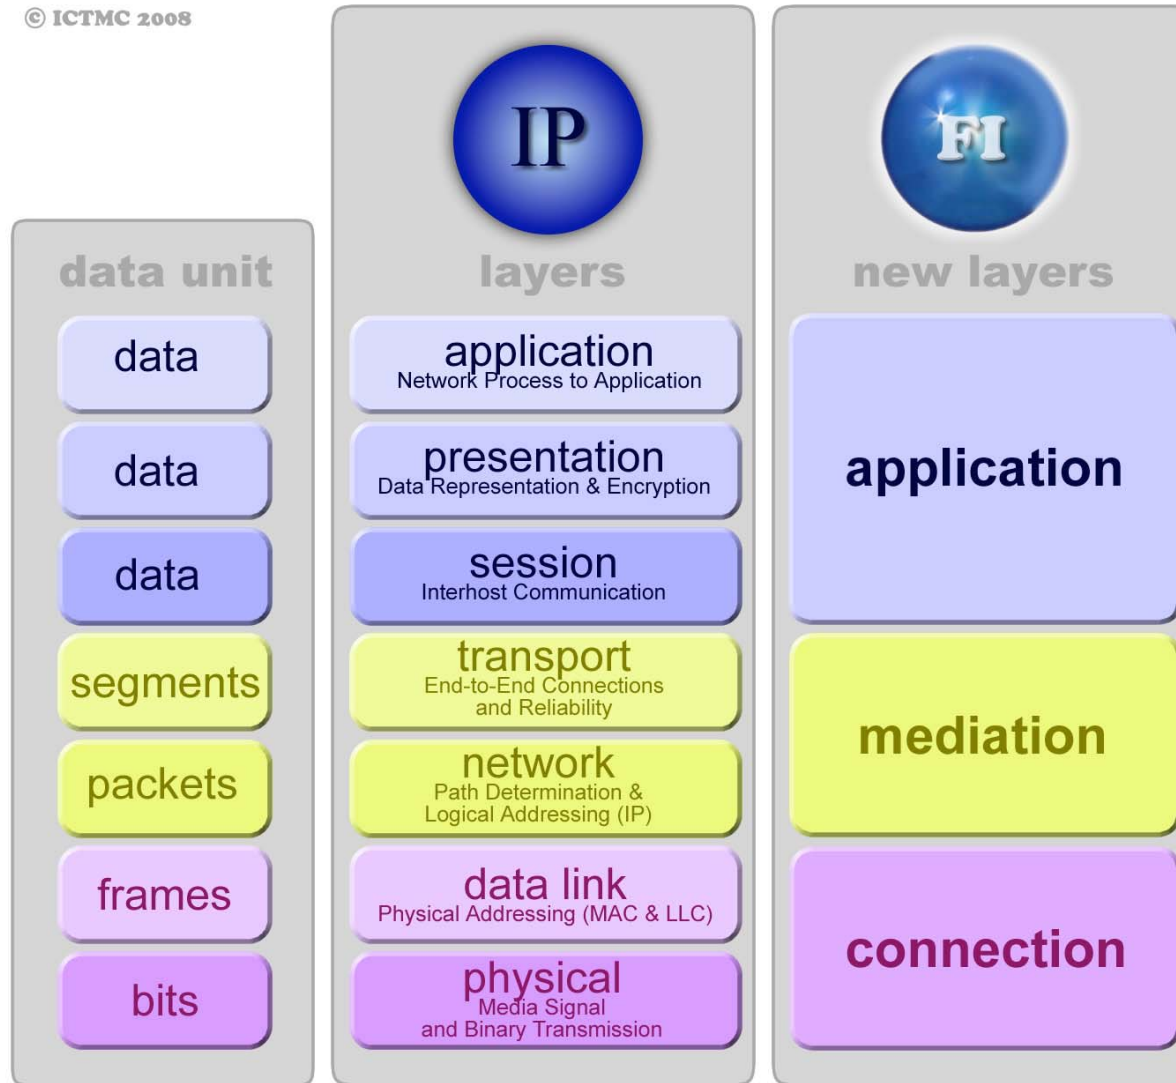 © ICTMC 2008
IP
FI
data unit
layers
new layers
data
application
Network Process to Application
data
presentation
Data Representation & Encryption
application
data
session
Interhost Communication
segments
transport
End-to-End Connections
and Reliability
mediation
packets
network
Path Determination &
Logical Addressing (IP)
frames
data link
Physical Addressing (MAC & LLC)
connection
bits
physical
Media Signal
and Binary Transmission